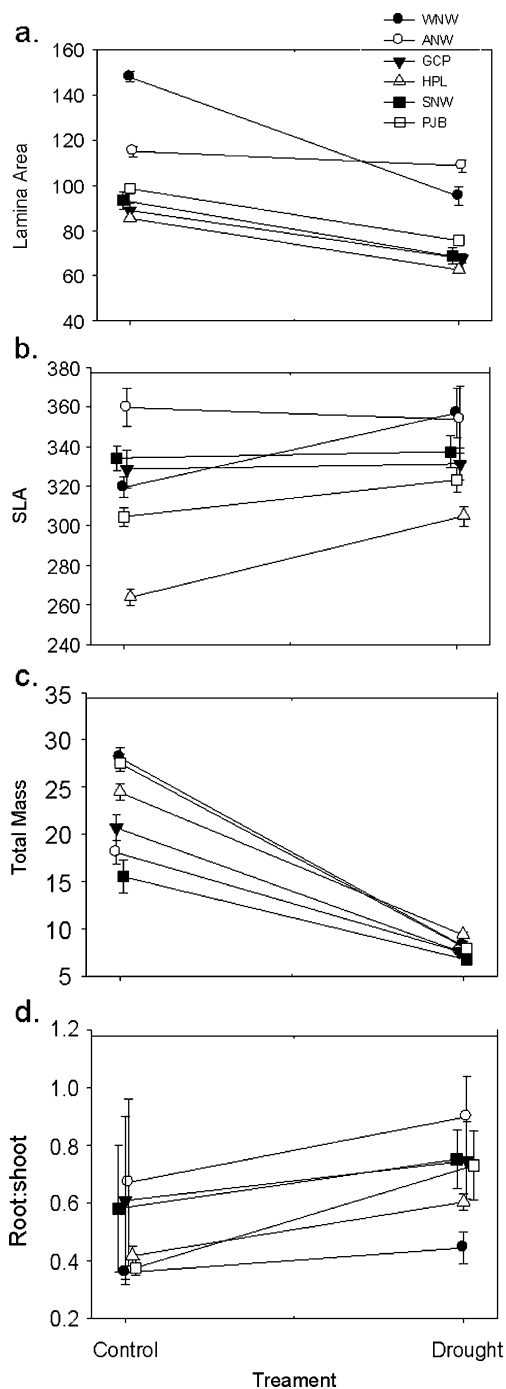 a.
WNW
ANW
GCP
HPL
SNW
PJB
160
140
120
100
80
60
40
Lamina Area
b.
380
360
340
320
300
280
260
240
SLA
c.
35
30
25
20
15
10
5
Total Mass
d.
1.2
1.0
0.8
0.6
0.4
0.2
Root:shoot
Control
Drought
Treament